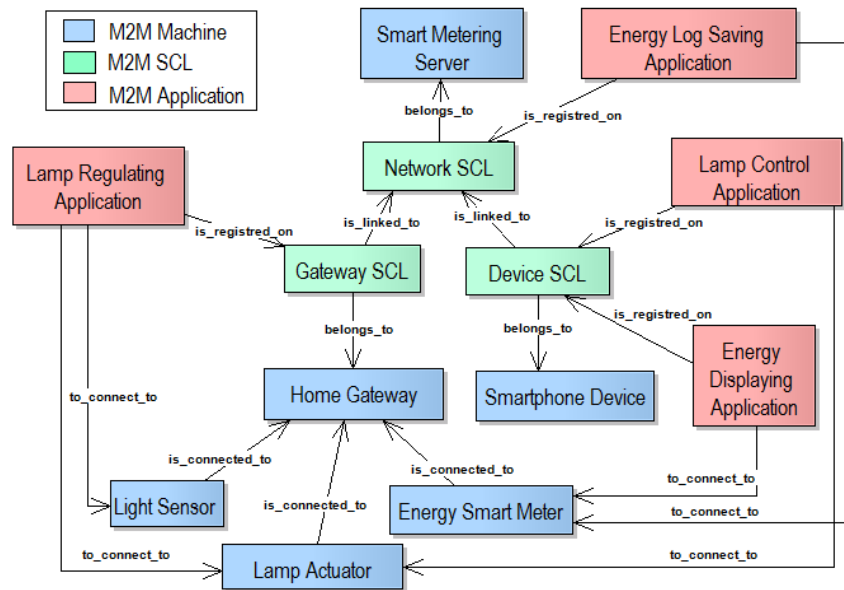 M2M Machine
M2M SCL
M2M Application
Smart Metering
Server
Energy Log Saving
Application
belongs_to
is_registred_on
Lamp Regulating
Application
Network SCL
Lamp Control
Application
is_registred_on
is_linked_to
is_linked_to
is_registred_on
Gateway SCL
Device SCL
belongs_to
belongs_to
is_registred_on
Energy
Displaying
Application
Home Gateway
Smartphone Device
to_connect_to
is_connected_to
is_connected_to
to_connect_to
Light Sensor
is_connected_to
Energy Smart Meter
to_connect_to
to_connect_to
Lamp Actuator
to_connect_to